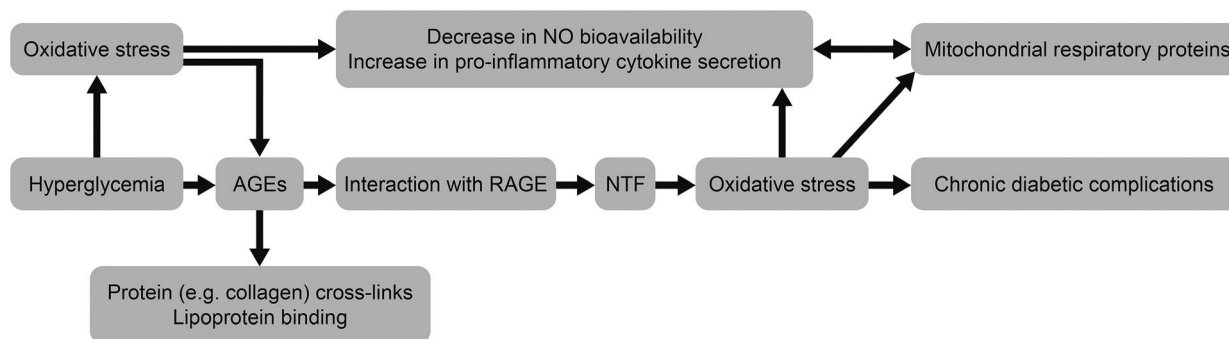 Oxidative stress
Decrease in NO bioavailability
Increase in pro-inflammatory cytokine secretion
Mitochondrial respiratory proteins
Hyperglycemia
AGEs
Interaction with RAGE
NTF
Oxidative stress
Chronic diabetic complications
Protein (e.g. collagen) cross-links
Lipoprotein binding